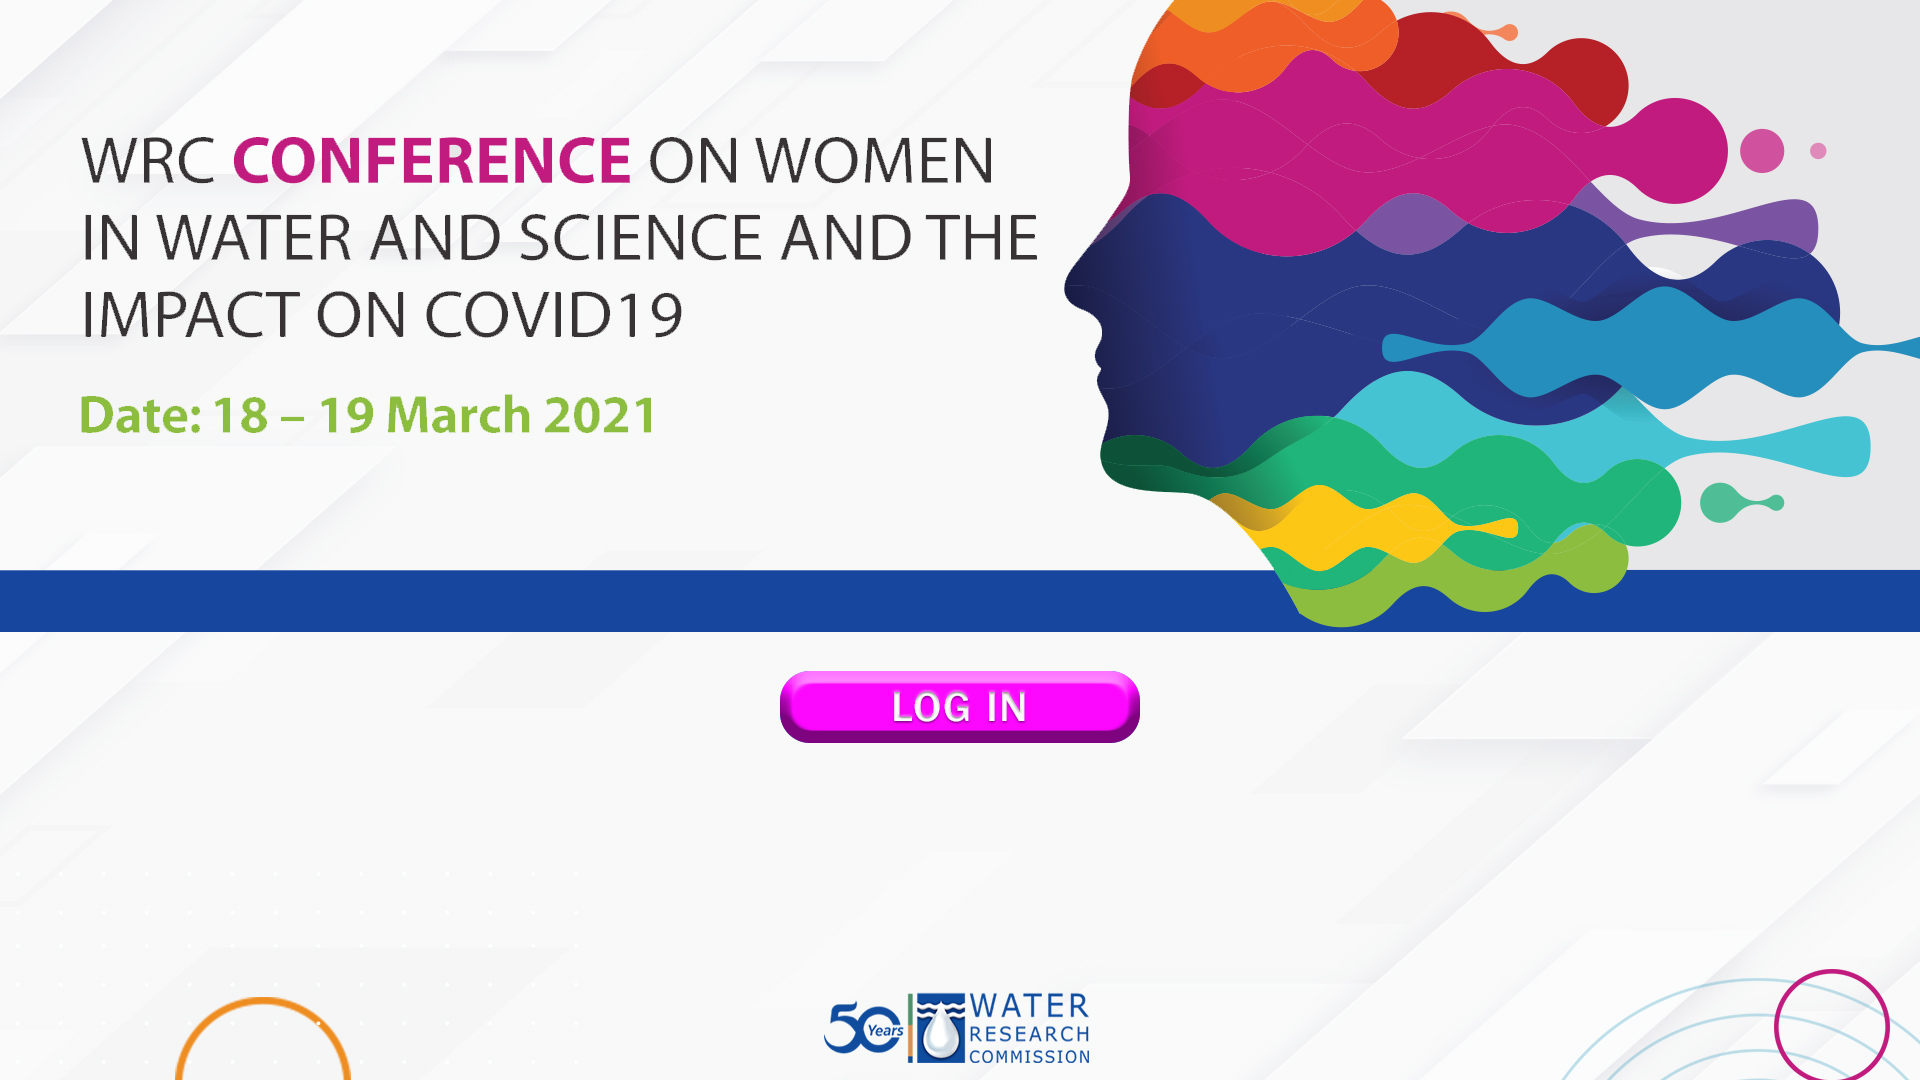 WRC CONFERENCE ON WOMEN
IN WATER AND SCIENCE AND THE
IMPACT ON COVID19
Date: 18 – 19 March 2021
LOG IN
50 Years
WATER
RESEARCH
COMMISSION